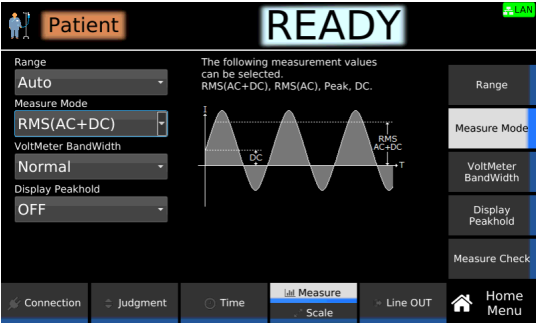 Patient
READY
LAN
Range
Auto
Measure Mode
RMS(AC+DC)
VoltMeter BandWidth
Normal
Display Peakhold
OFF
The following measurement values
can be selected.
RMS(AC+DC), RMS(AC), Peak, DC.
I
DC
RMS
AC+DC
T
Range
Measure Mode
VoltMeter
BandWidth
Display
Peakhold
Measure Check
Connection
Judgment
Time
Measure
Scale
Line OUT
Home
Menu